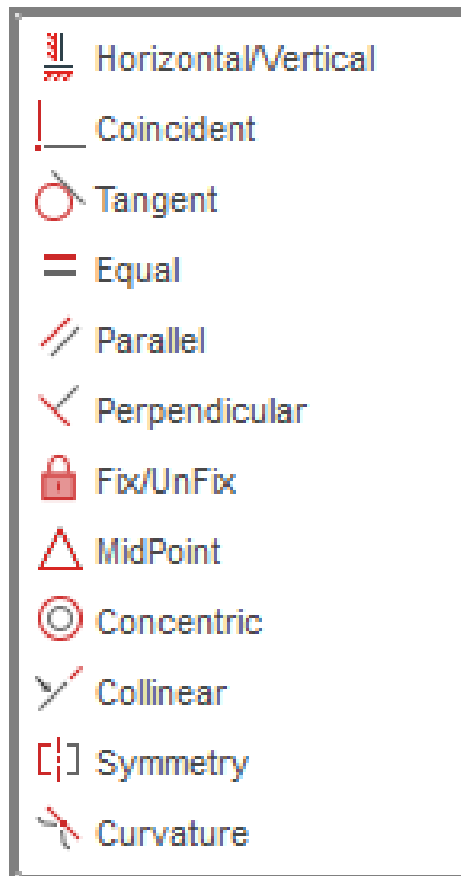 Horizontal/Vertical
Coincident
Tangent
Equal
Parallel
Perpendicular
Fix/UnFix
MidPoint
Concentric
Collinear
Symmetry
Curvature